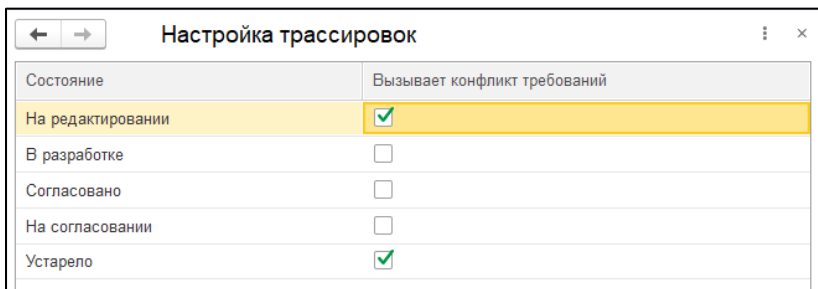 Настройка трассировок
Состояние Вызывает конфликт требований
На редактировании
В разработке
Согласовано
На согласовании
Устарело